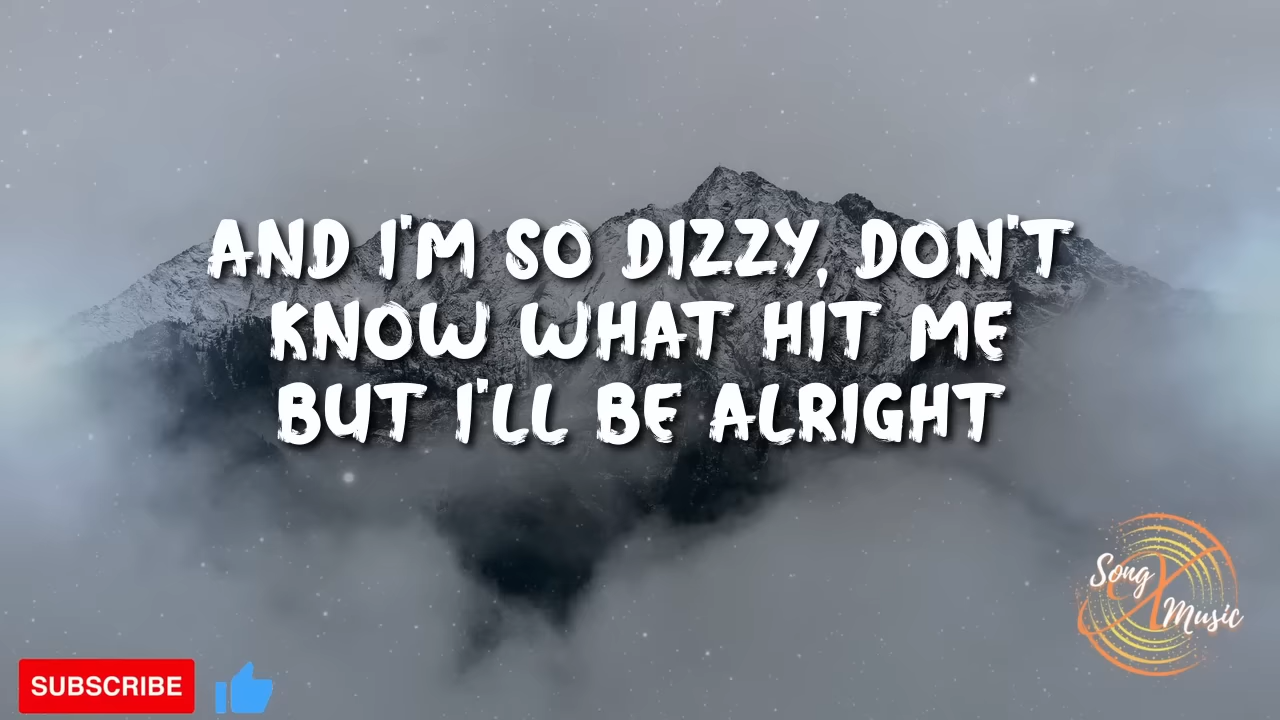 AND I'M SO DIZZY, DON'T
KNOW WHAT HIT ME
BUT I'LL BE ALRIGHT
Song X
Music
SUBSCRIBE